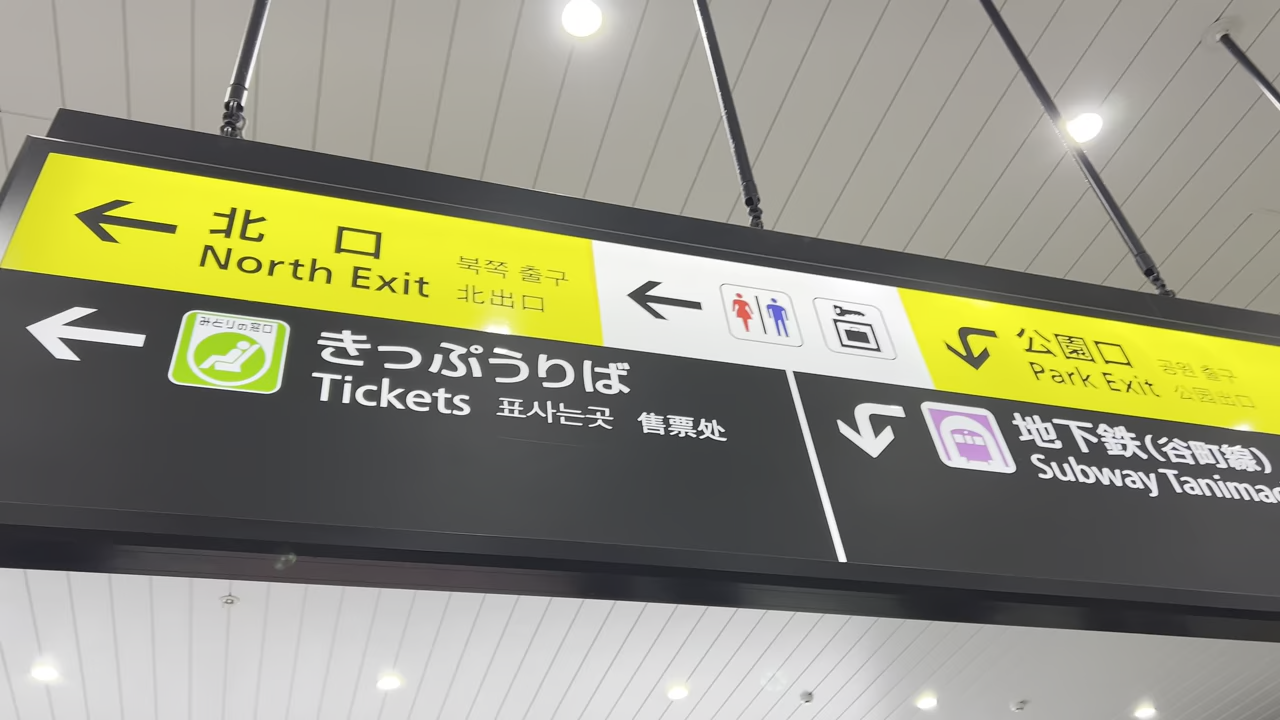 北 口
North Exit
북쪽 출구
北出口
公園口
Park Exit
공원 출구
公园出口
みどりの窓口
きっぷうりば
Tickets 표사는곳 售票处
地下鉄(谷町線)
Subway Tanimac